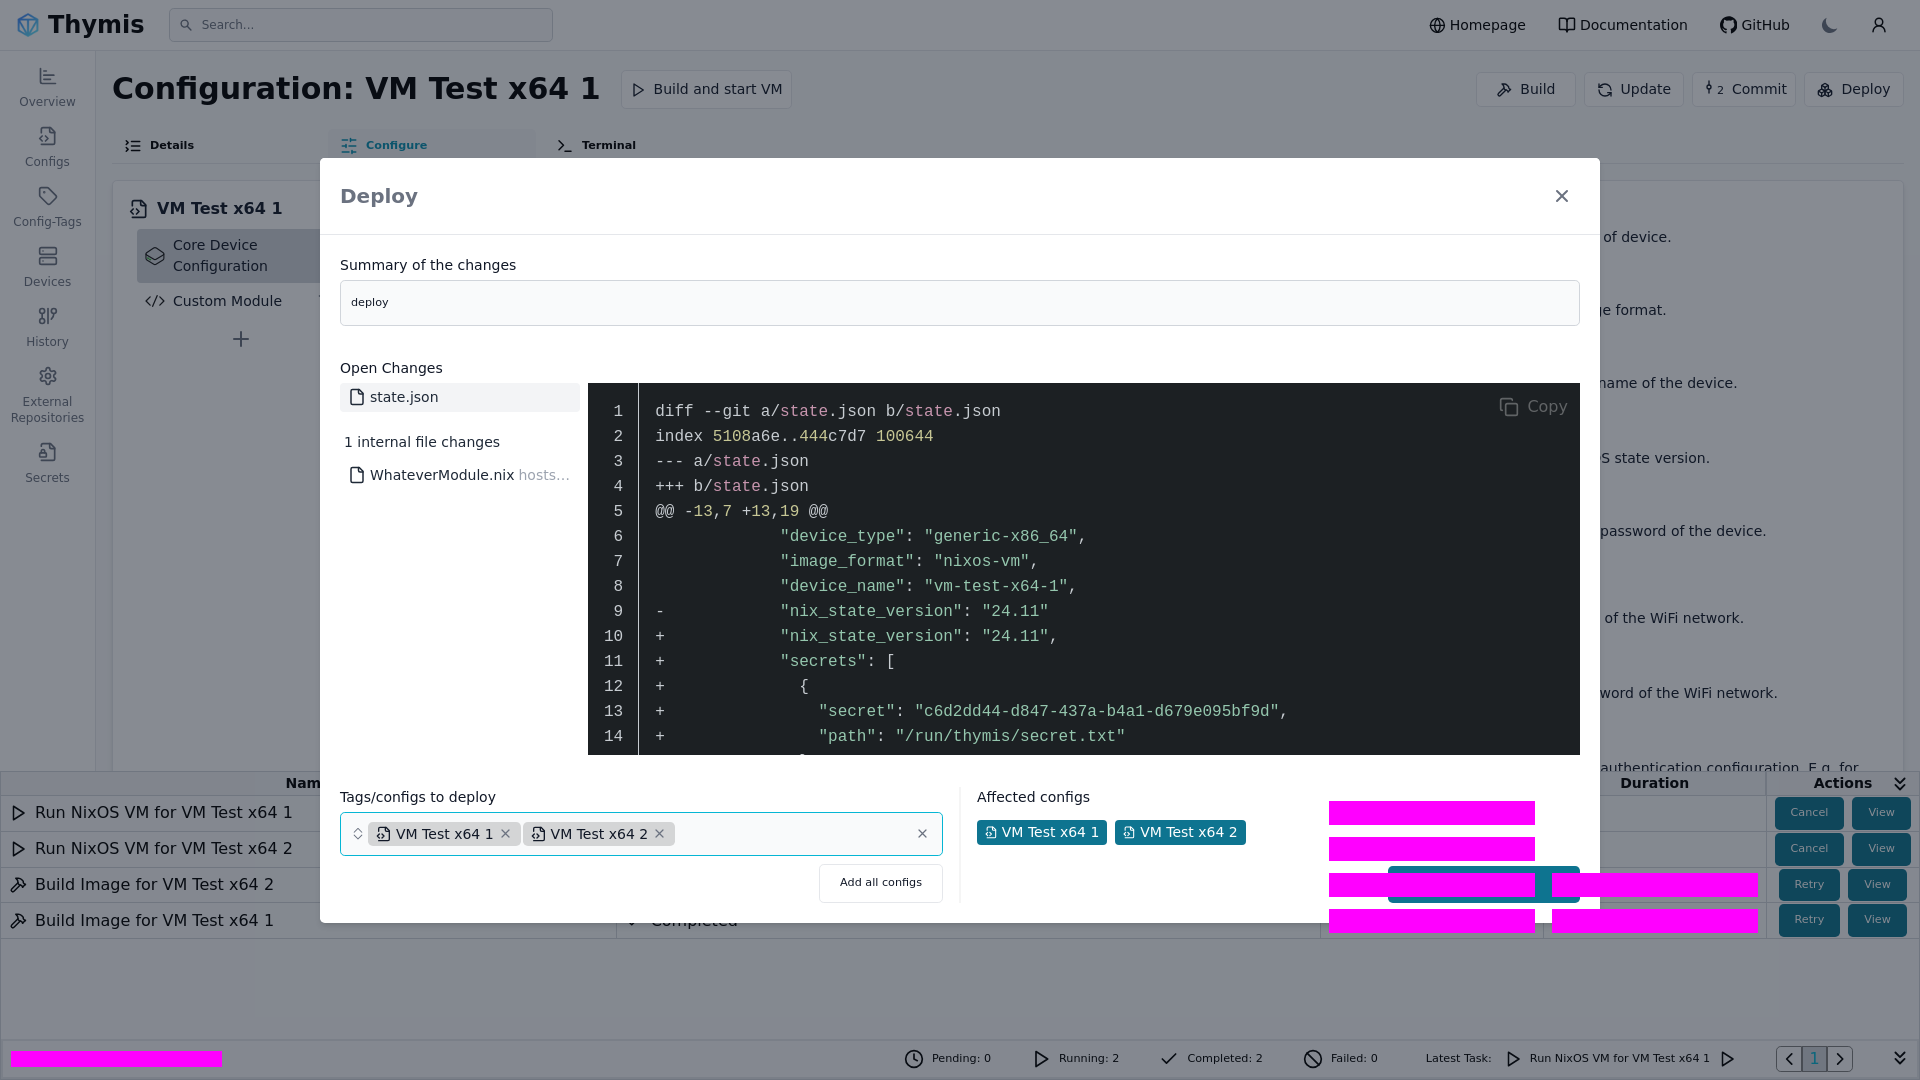 Thymis
Search...
Homepage
Documentation
GitHub
Overview
Configs
Config-Tags
Devices
History
External
Repositories
Secrets
Configuration: VM Test x64 1
Build and start VM
Build
Update
2 Commit
Deploy
Details
Configure
Terminal
VM Test x64 1
Core Device
Configuration
Custom Module
of device.
ge format.
name of the device.
S state version.
password of the device.
of the WiFi network.
word of the WiFi network.
authentication configuration. E.g. for
Deploy
Summary of the changes
deploy
Open Changes
state.json
1 internal file changes
WhateverModule.nix hosts...
Copy
1 diff --git a/state.json b/state.json
2 index 5108a6e..444c7d7 100644
3 --- a/state.json
4 +++ b/state.json
5 @@ -13,7 +13,19 @@
6 "device_type": "generic-x86_64",
7 "image_format": "nixos-vm",
8 "device_name": "vm-test-x64-1",
9 - "nix_state_version": "24.11"
10 + "nix_state_version": "24.11",
11 + "secrets": [
12 + {
13 + "secret": "c6d2dd44-d847-437a-b4a1-d679e095bf9d",
14 + "path": "/run/thymis/secret.txt"
Tags/configs to deploy
VM Test x64 1
VM Test x64 2
Add all configs
Affected configs
VM Test x64 1
VM Test x64 2
Nam
Duration
Actions
Run NixOS VM for VM Test x64 1
Cancel
View
Run NixOS VM for VM Test x64 2
Cancel
View
Build Image for VM Test x64 2
Retry
View
Build Image for VM Test x64 1
Completed
Retry
View
Pending: 0
Running: 2
Completed: 2
Failed: 0
Latest Task:
Run NixOS VM for VM Test x64 1
1